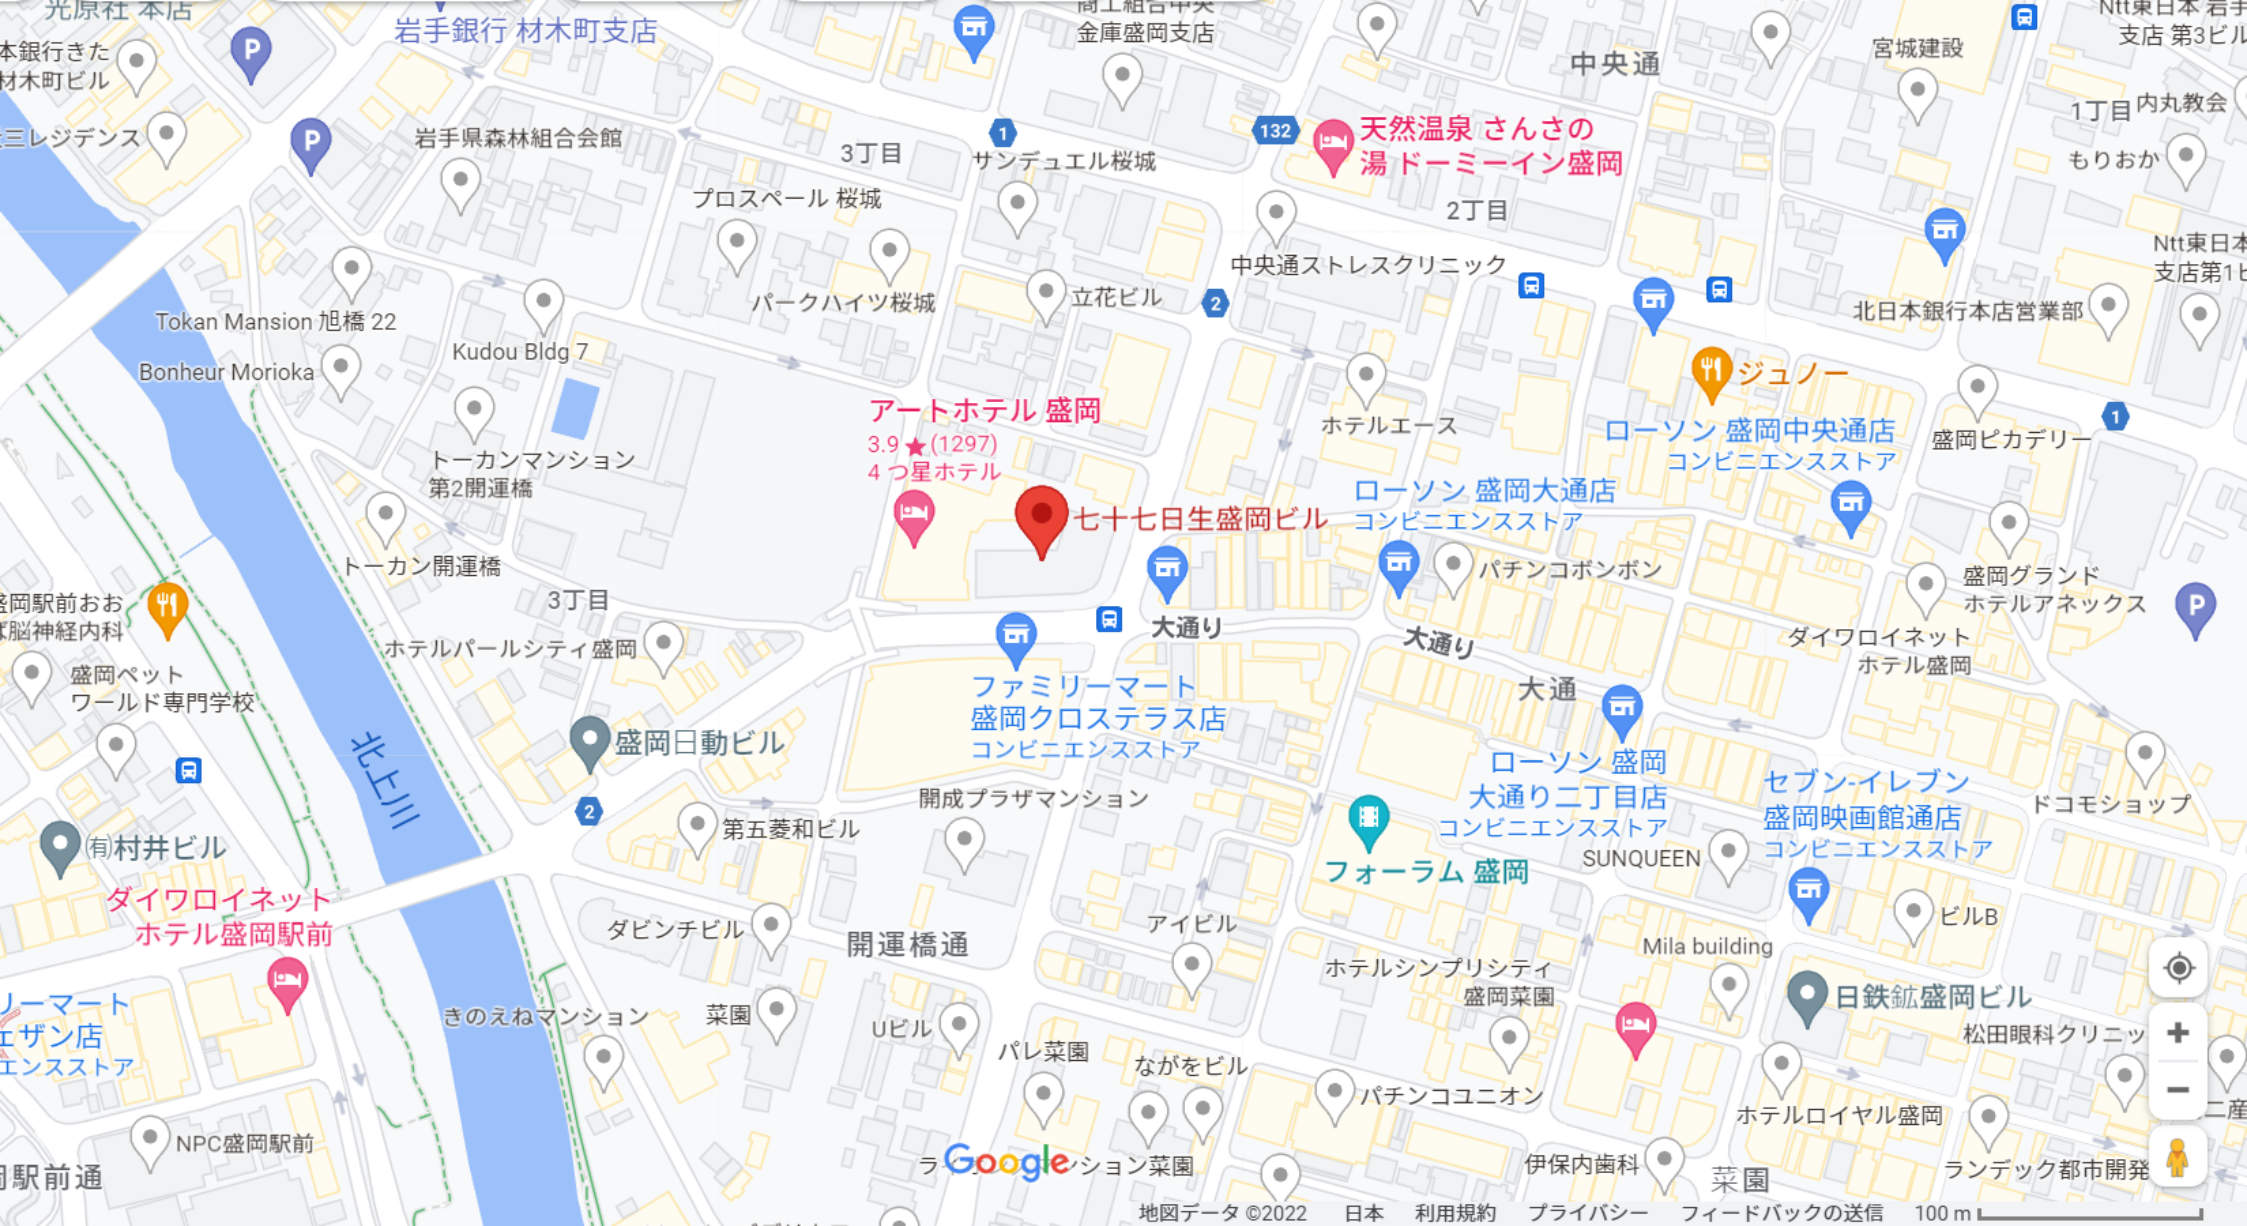 光原社 本店
岩手銀行 材木町支店
金庫盛岡支店
中央通
宮城建設
支店 第3ビル
本銀行きた
材木町ビル
P
P
三レジデンス
岩手県森林組合会館
3丁目
1
サンデュエル桜城
132
天然温泉 さんさの
湯 ドーミーイン盛岡
1丁目
内丸教会
もりおか
プロスペール 桜城
2丁目
Ntt東日本
中央通ストレスクリニック
パークハイツ桜城
立花ビル
2
北日本銀行本店営業部
Tokan Mansion 旭橋 22
Kudou Bldg 7
Bonheur Morioka
ジュノー
アートホテル 盛岡
3.9 ★ (1297)
4 つ星ホテル
ホテルエース
ローソン 盛岡中央通店
コンビニエンスストア
盛岡ピカデリー
1
トーカンマンション
第2開運橋
ローソン 盛岡大通店
コンビニエンスストア
七十七日生盛岡ビル
トーカン開運橋
パチンコボンボン
盛岡グランド
ホテルアネックス
P
盛岡駅前おお
ば脳神経内科
3丁目
大通り
大通り
ダイワロイネット
ホテル盛岡
ホテルパールシティ盛岡
盛岡ペット
ワールド専門学校
ファミリーマート
盛岡クロステラス店
コンビニエンスストア
大通
盛岡日動ビル
北上川
ローソン 盛岡
大通り二丁目店
コンビニエンスストア
セブン-イレブン
盛岡映画館通店
コンビニエンスストア
ドコモショップ
2
開成プラザマンション
第五菱和ビル
㈲村井ビル
フォーラム 盛岡
SUNQUEEN
ダイワロイネット
ホテル盛岡駅前
ダビンチビル
開運橋通
アイビル
ビルB
Mila building
ホテルシンプリシティ
盛岡菜園
日鉄鉱盛岡ビル
リーマート
ェザン店
エンスストア
きのえねマンション
菜園
Uビル
パレ菜園
ながをビル
松田眼科クリニッ
パチンコユニオン
ホテルロイヤル盛岡
NPC盛岡駅前
駅前通
Google
ンション菜園
伊保内歯科
菜園
ランデック都市開発
地図データ ©2022 日本 利用規約 プライバシー フィードバックの送信 100 m